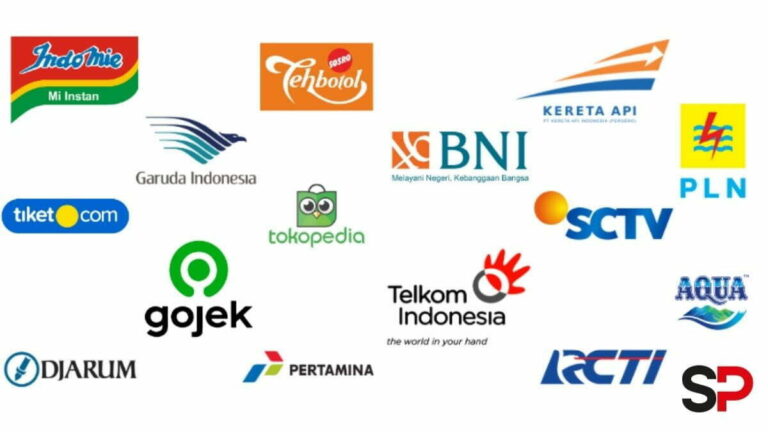 Indomie
Mi Instan
SOSRO
Tehbotol
KERETA API
PT KERETA API INDONESIA (PERSERO)
Garuda Indonesia
BNI
Melayani Negeri, Kebanggaan Bangsa
PLN
tiket.com
tokopedia
SCTV
gojek
Telkom
Indonesia
the world in your hand
AQUA
DJARUM
PERTAMINA
RCTI
SP